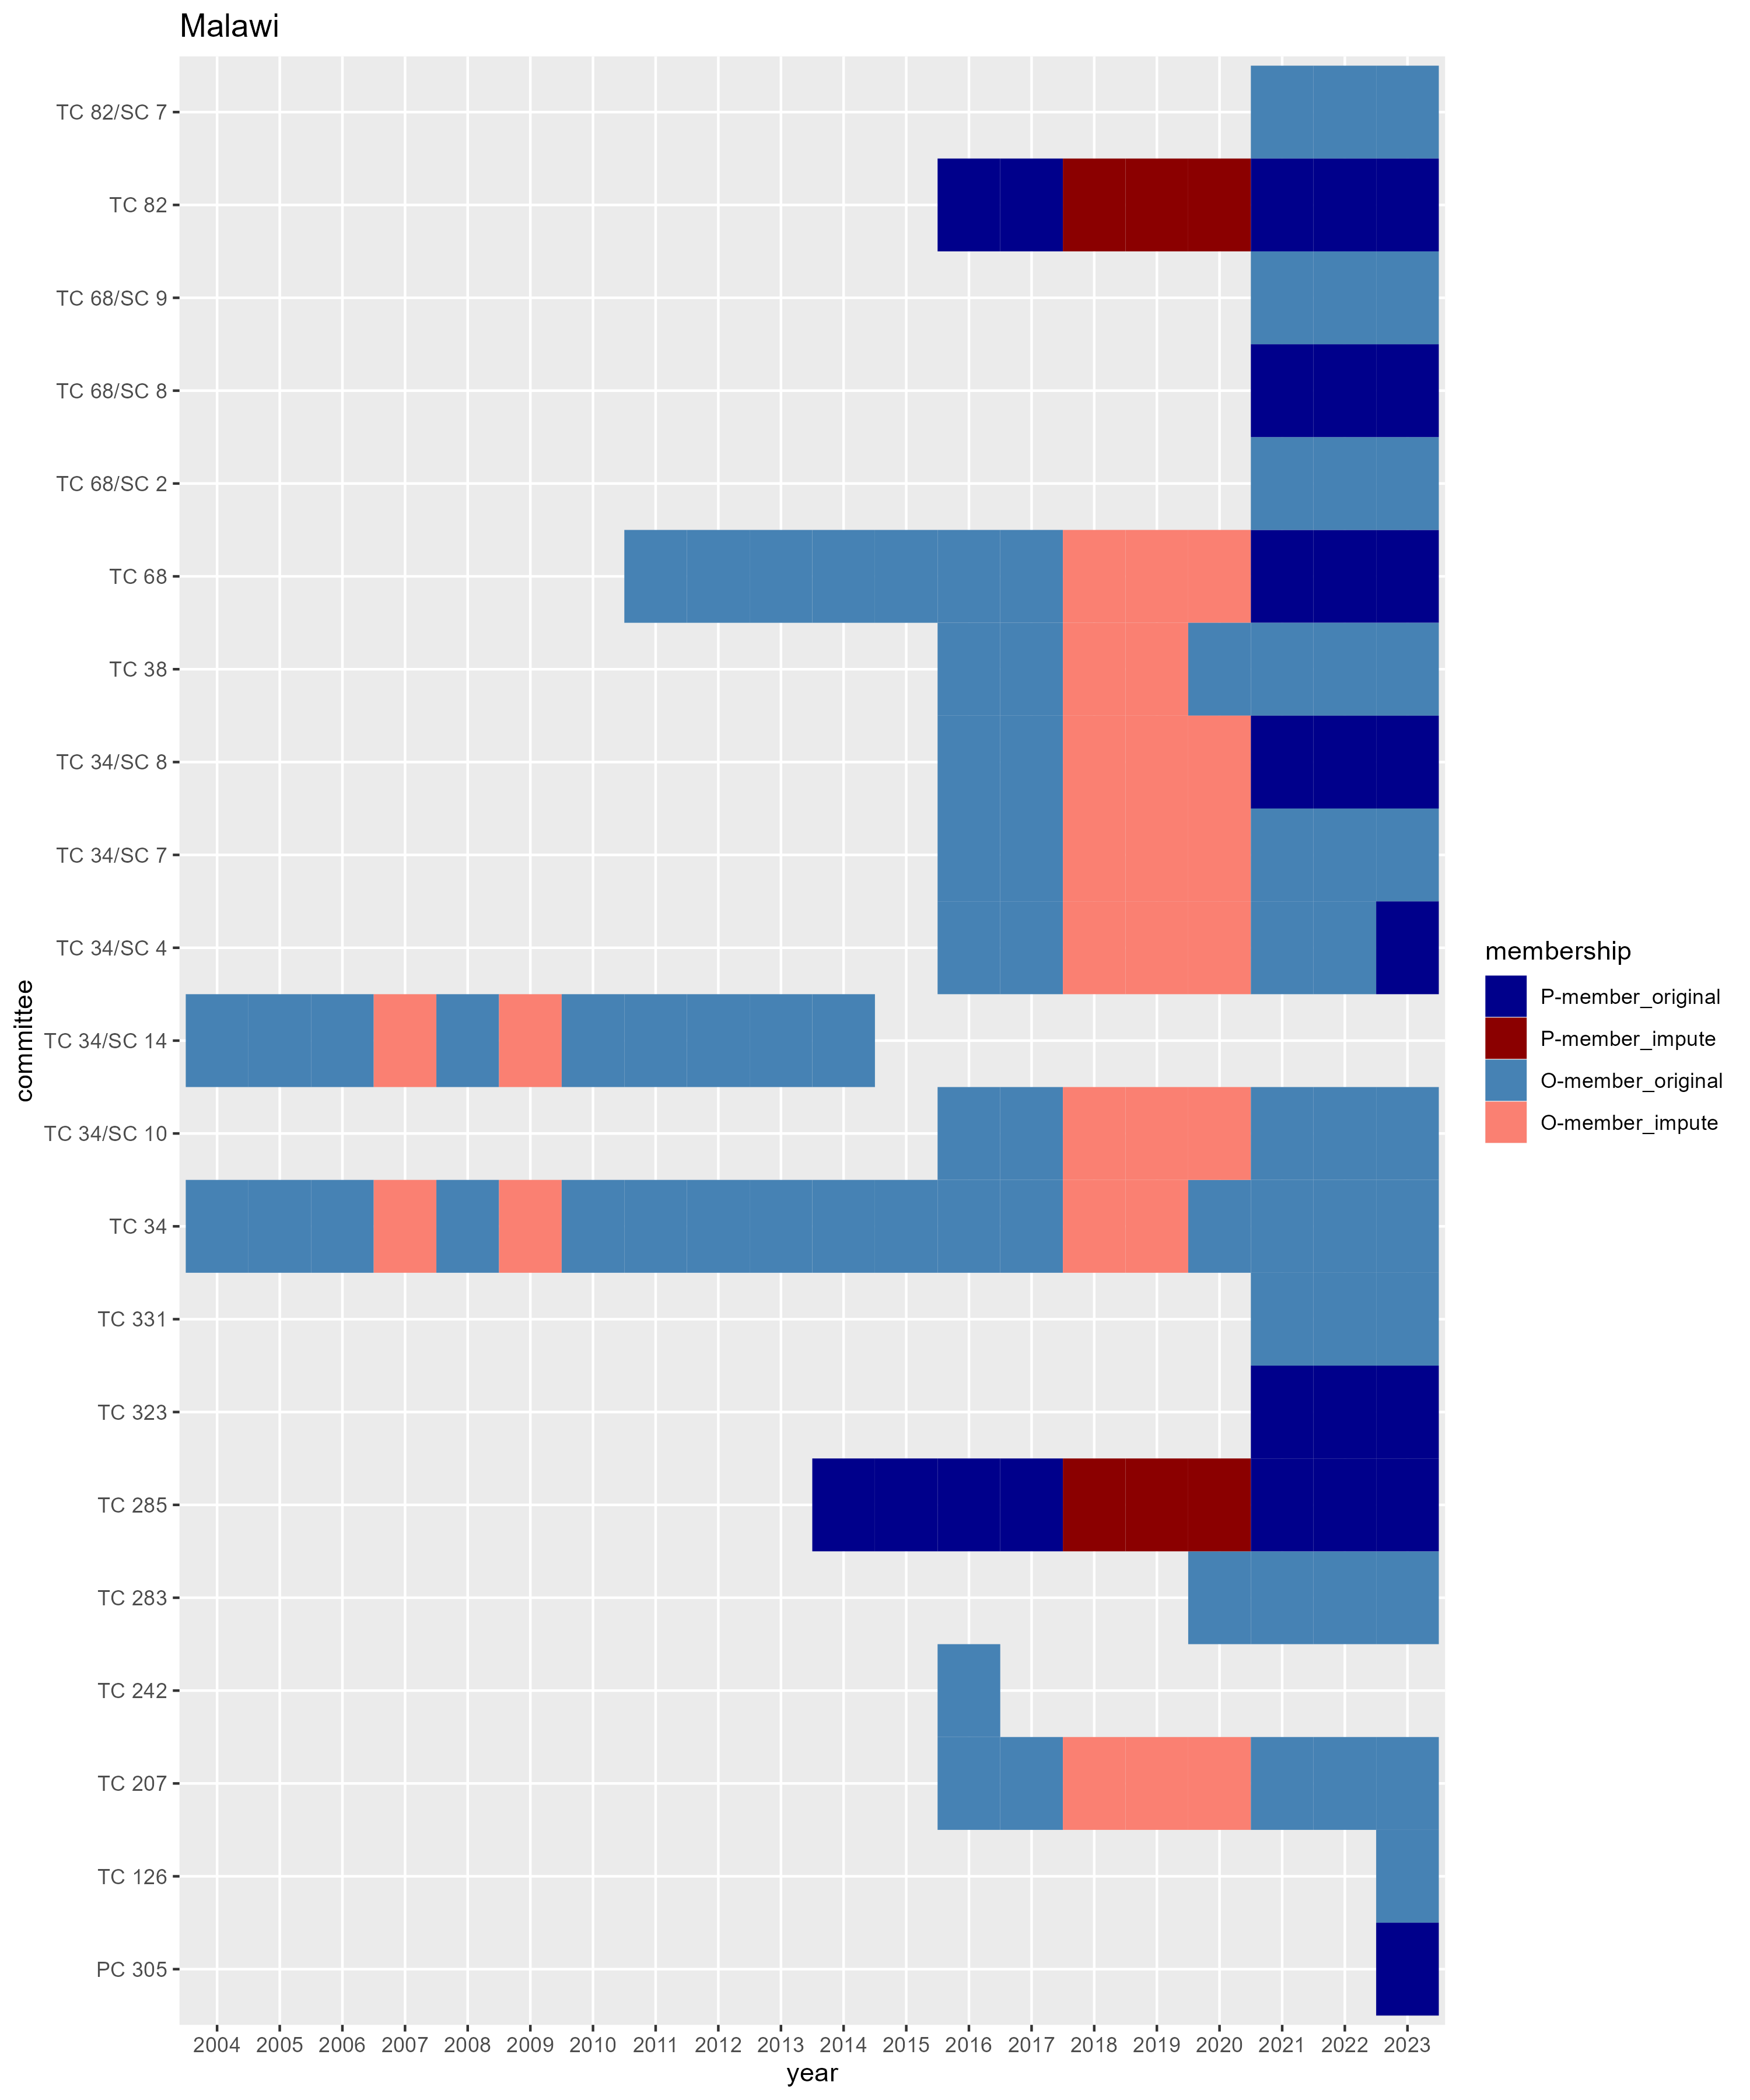 Malawi
TC 82/SC 7
TC 82
TC 68/SC 9
TC 68/SC 8
TC 68/SC 2
TC 68
TC 38
TC 34/SC 8
TC 34/SC 7
TC 34/SC 4
TC 34/SC 14
TC 34/SC 10
TC 34
TC 331
TC 323
TC 285
TC 283
TC 242
TC 207
TC 126
PC 305
committee
2004 2005 2006 2007 2008 2009 2010 2011 2012 2013 2014 2015 2016 2017 2018 2019 2020 2021 2022 2023
year
membership
P-member_original
P-member_impute
O-member_original
O-member_impute